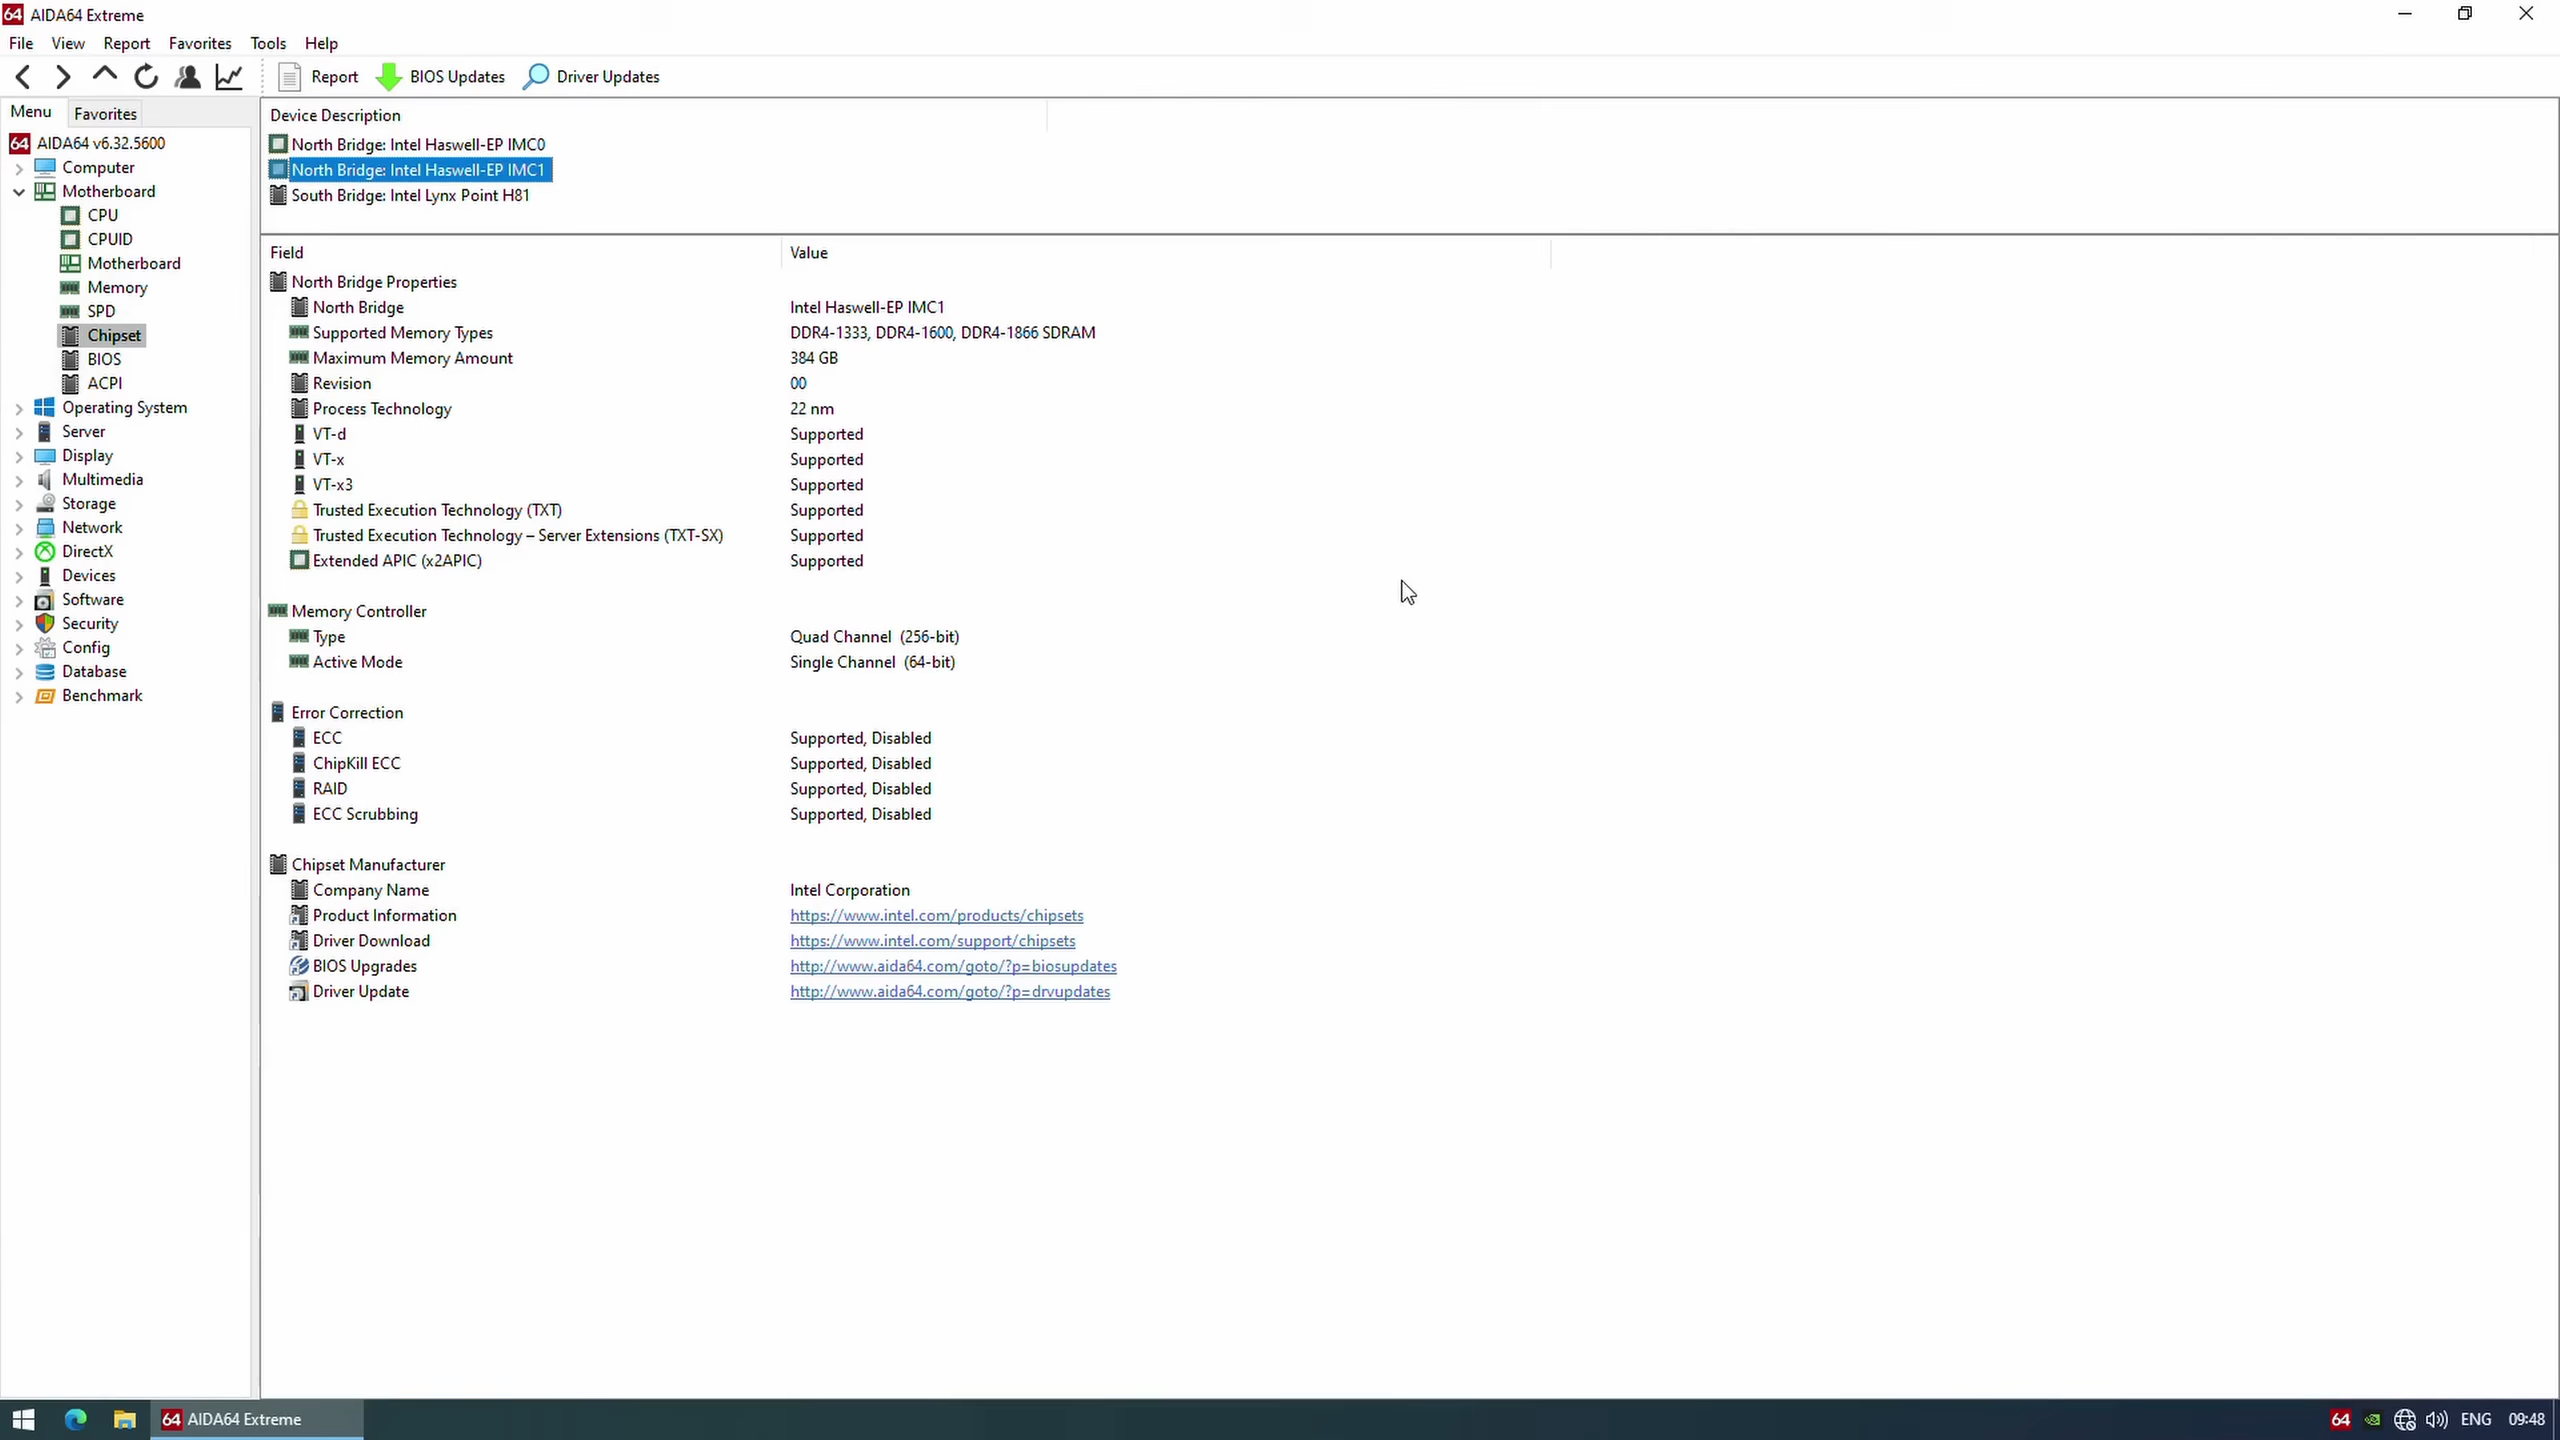 64 AIDA64 Extreme
File View Report Favorites Tools Help
Report BIOS Updates Driver Updates
Menu Favorites
64 AIDA64 v6.32.5600
Computer
Motherboard
CPU
CPUID
Motherboard
Memory
SPD
Chipset
BIOS
ACPI
Operating System
Server
Display
Multimedia
Storage
Network
DirectX
Devices
Software
Security
Config
Database
Benchmark
Device Description
North Bridge: Intel Haswell-EP IMC0
North Bridge: Intel Haswell-EP IMC1
South Bridge: Intel Lynx Point H81
Field Value
North Bridge Properties
North Bridge Intel Haswell-EP IMC1
Supported Memory Types DDR4-1333, DDR4-1600, DDR4-1866 SDRAM
Maximum Memory Amount 384 GB
Revision 00
Process Technology 22 nm
VT-d Supported
VT-x Supported
VT-x3 Supported
Trusted Execution Technology (TXT) Supported
Trusted Execution Technology – Server Extensions (TXT-SX) Supported
Extended APIC (x2APIC) Supported
Memory Controller
Type Quad Channel (256-bit)
Active Mode Single Channel (64-bit)
Error Correction
ECC Supported, Disabled
ChipKill ECC Supported, Disabled
RAID Supported, Disabled
ECC Scrubbing Supported, Disabled
Chipset Manufacturer
Company Name Intel Corporation
Product Information https://www.intel.com/products/chipsets
Driver Download https://www.intel.com/support/chipsets
BIOS Upgrades http://www.aida64.com/goto/?p=biosupdates
Driver Update http://www.aida64.com/goto/?p=drvupdates
64 AIDA64 Extreme 64 ENG 09:48